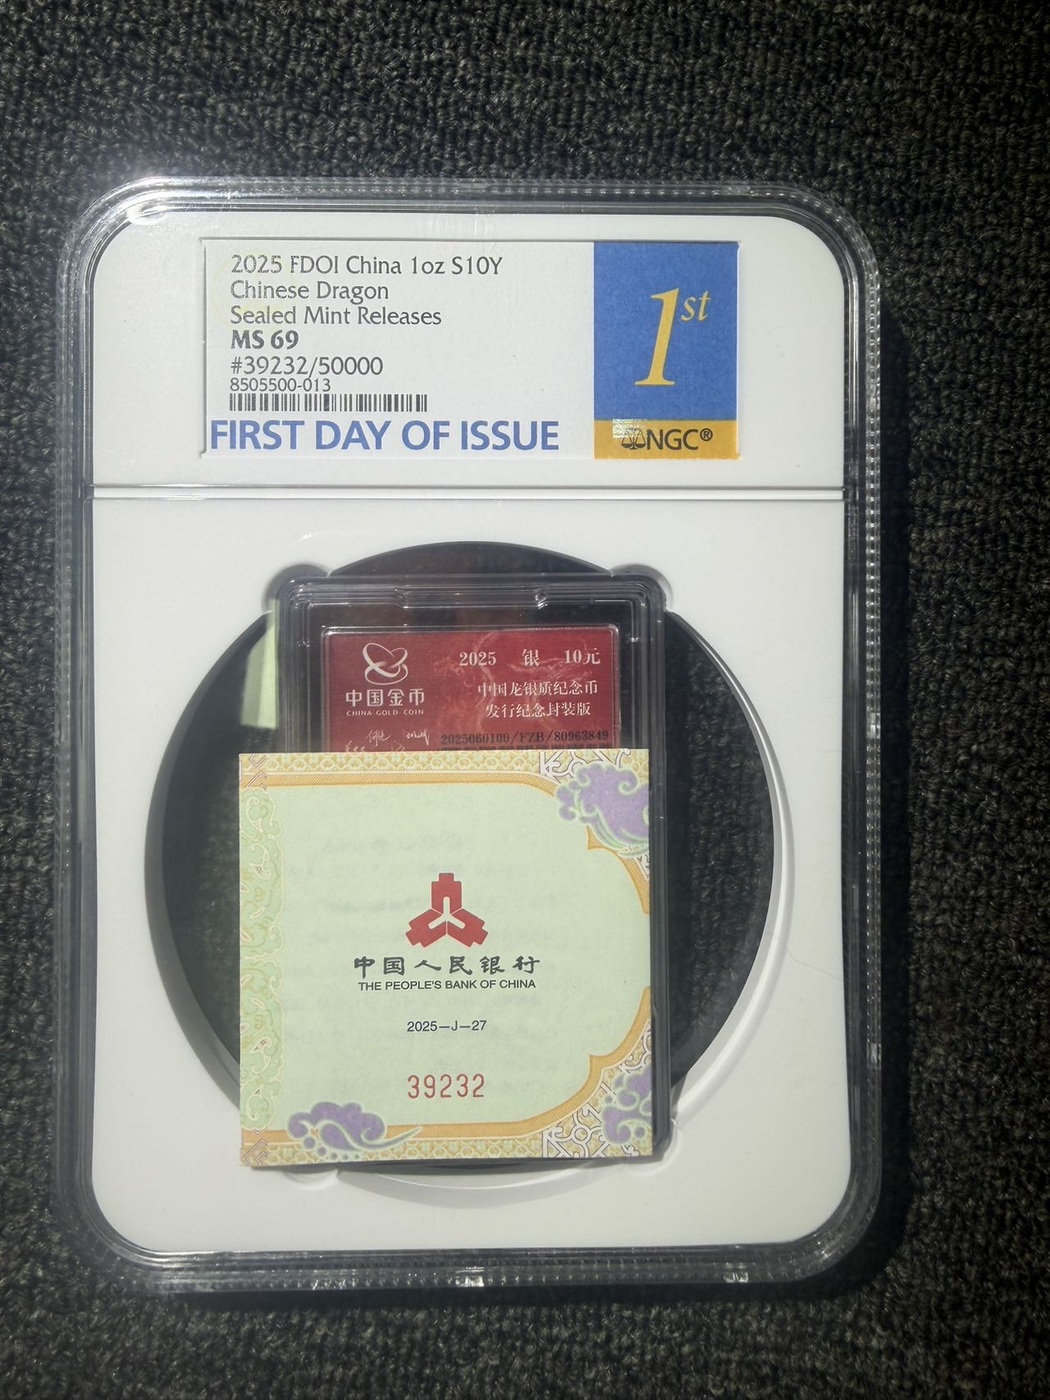 2025 FDOI China 1oz S10Y
Chinese Dragon
Sealed Mint Releases
MS 69
#39232/50000
8505500-013
FIRST DAY OF ISSUE
1st
NGC®
中国金币
CHINA GOLD COIN
2025 银 10元
中国龙银质纪念币
发行纪念封装版
2025060100/FZB/80963849
中国人民银行
THE PEOPLE'S BANK OF CHINA
2025—J—27
39232